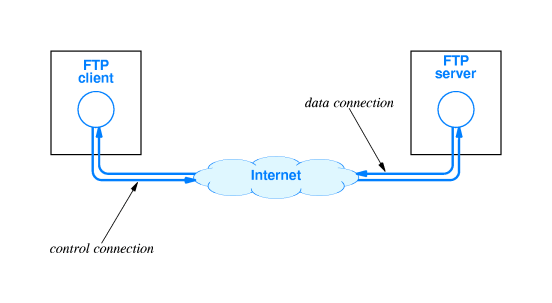 FTP
client
FTP
server
data connection
Internet
control connection